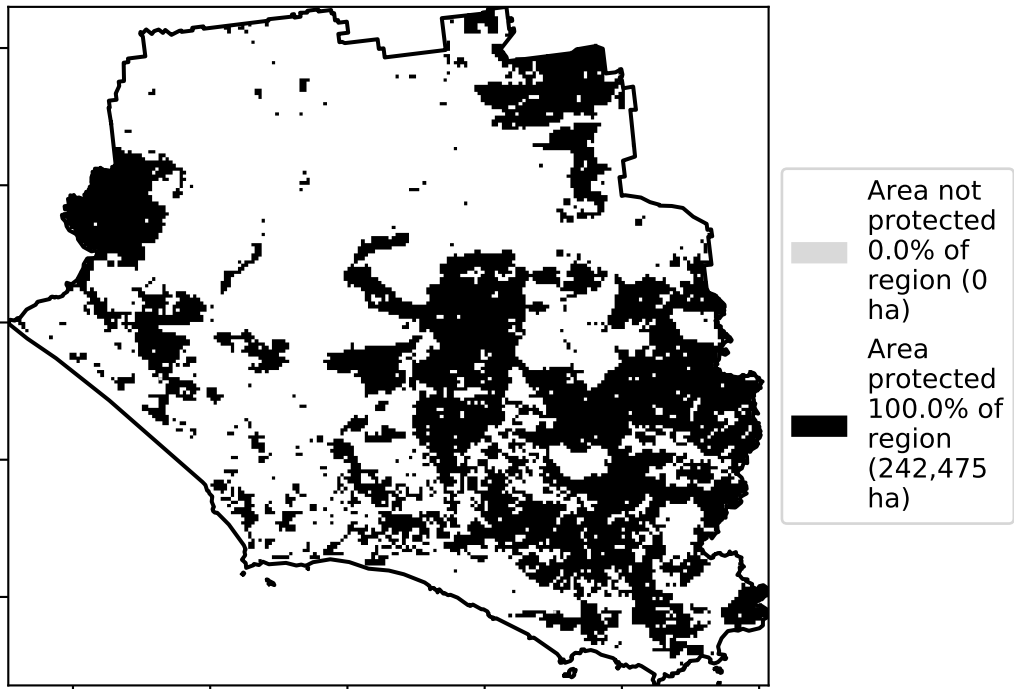 Area not
protected
0.0% of
region (0
ha)
Area
protected
100.0% of
region
(242,475
ha)